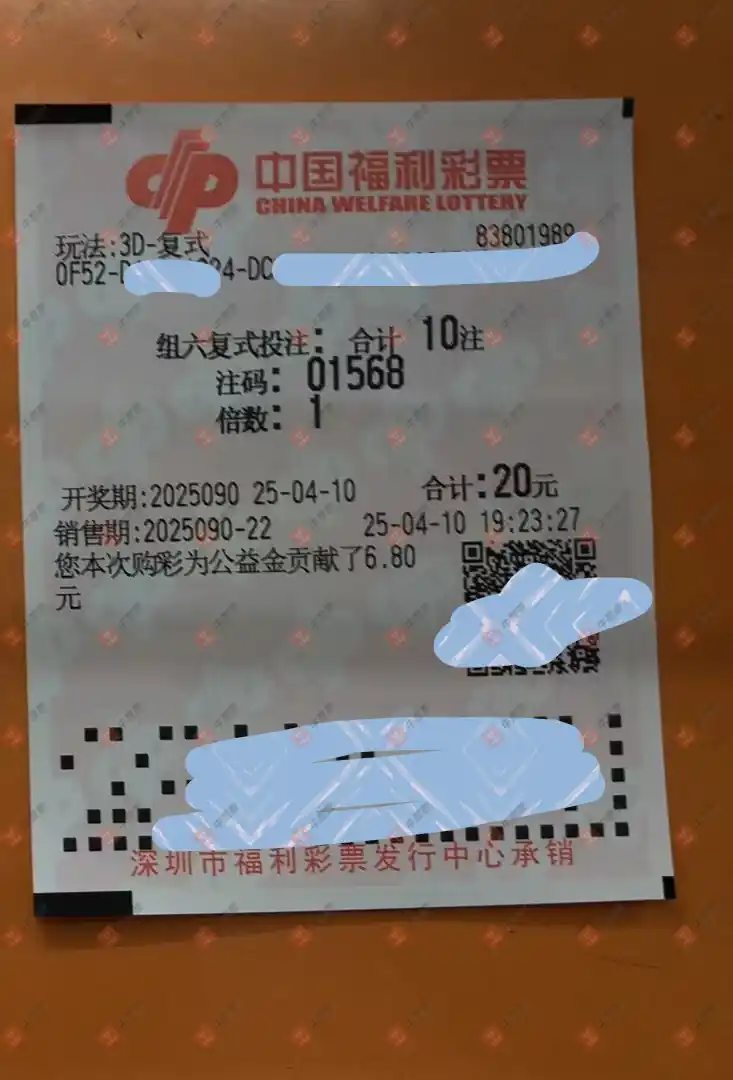 中国福利彩票
CHINA WELFARE LOTTERY
玩法:3D-复式
83801989
0F52-D 24-DC
组六复式投注: 合计 10注
注码: 01568
倍数: 1
开奖期:2025090 25-04-10 合计:20元
销售期:2025090-22 25-04-10 19:23:27
您本次购彩为公益金贡献了6.80
元
深圳市福利彩票发行中心承销